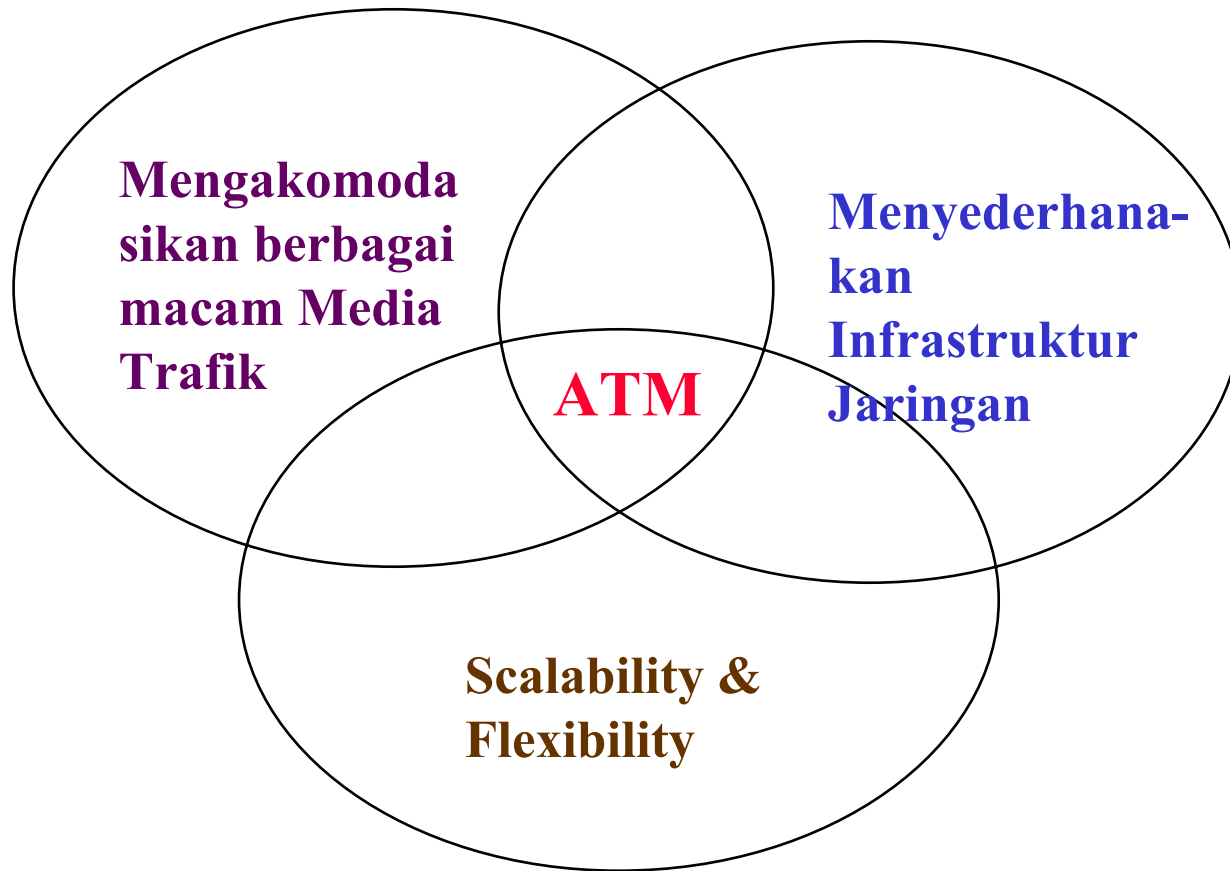 Mengakomoda
sikan berbagai
macam Media
Trafik
Menyederhana-
kan
Infrastruktur
Jaringan
ATM
Scalability &
Flexibility